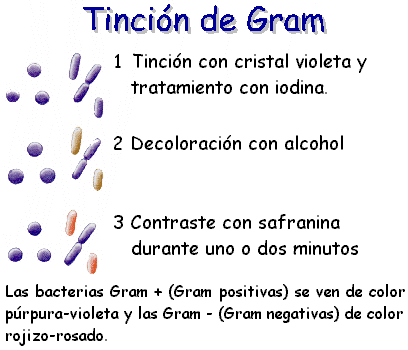 Tinción de Gram
1 Tinción con cristal violeta y
tratamiento con iodina.
2 Decoloración con alcohol
3 Contraste con safranina
durante uno o dos minutos
Las bacterias Gram + (Gram positivas) se ven de color
púrpura-violeta y las Gram - (Gram negativas) de color
rojizo-rosado.